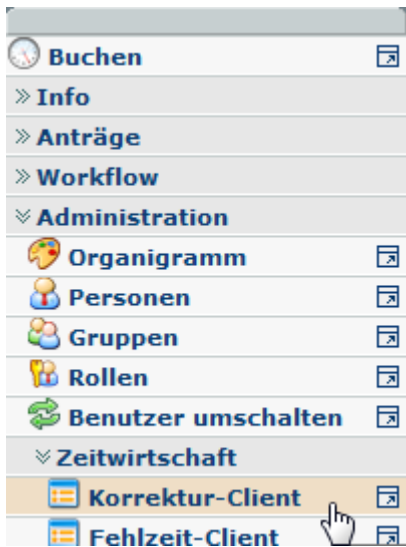 Buchen
Info
Anträge
Workflow
Administration
Organigramm
Personen
Gruppen
Rollen
Benutzer umschalten
Zeitwirtschaft
Korrektur-Client
Fehlzeit-Client